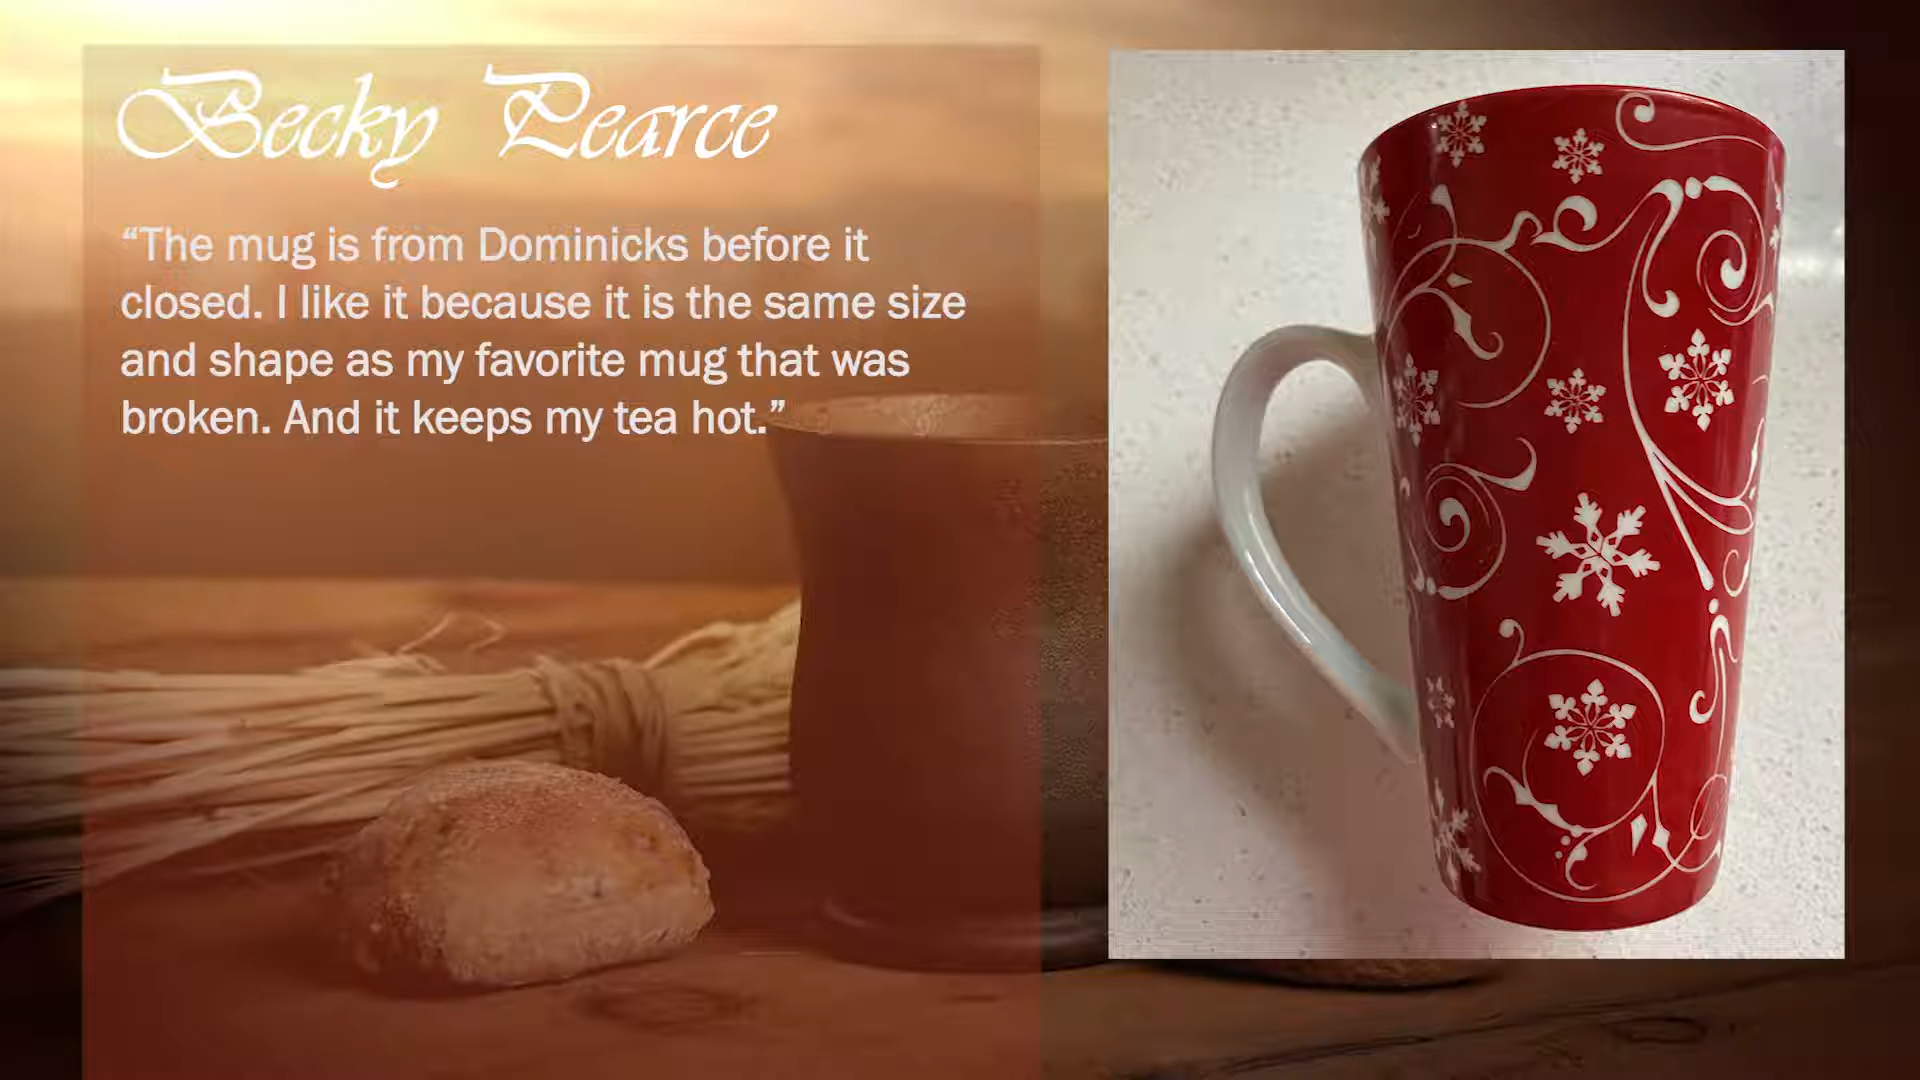 Becky Pearce
“The mug is from Dominicks before it
closed. I like it because it is the same size
and shape as my favorite mug that was
broken. And it keeps my tea hot.”